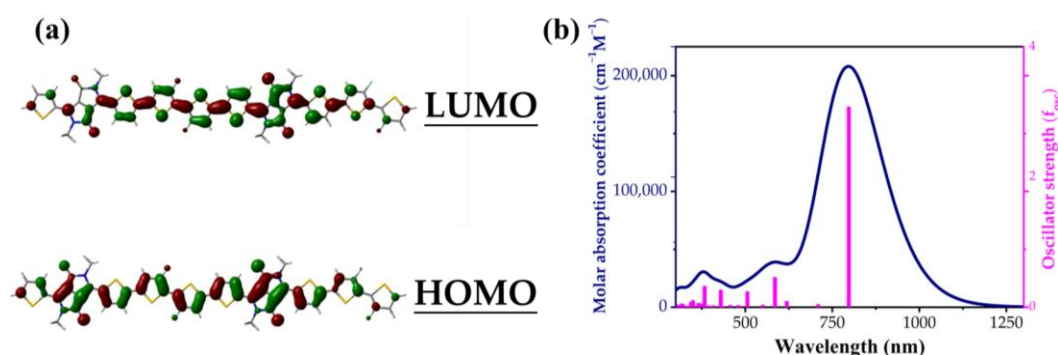 (a)
LUMO
HOMO
(b)
Molar absorption coefficient (cm⁻¹M⁻¹)
200,000
100,000
0
500
750
1000
1250
Wavelength (nm)
4
2
0
Oscillator strength (fₒₛ)